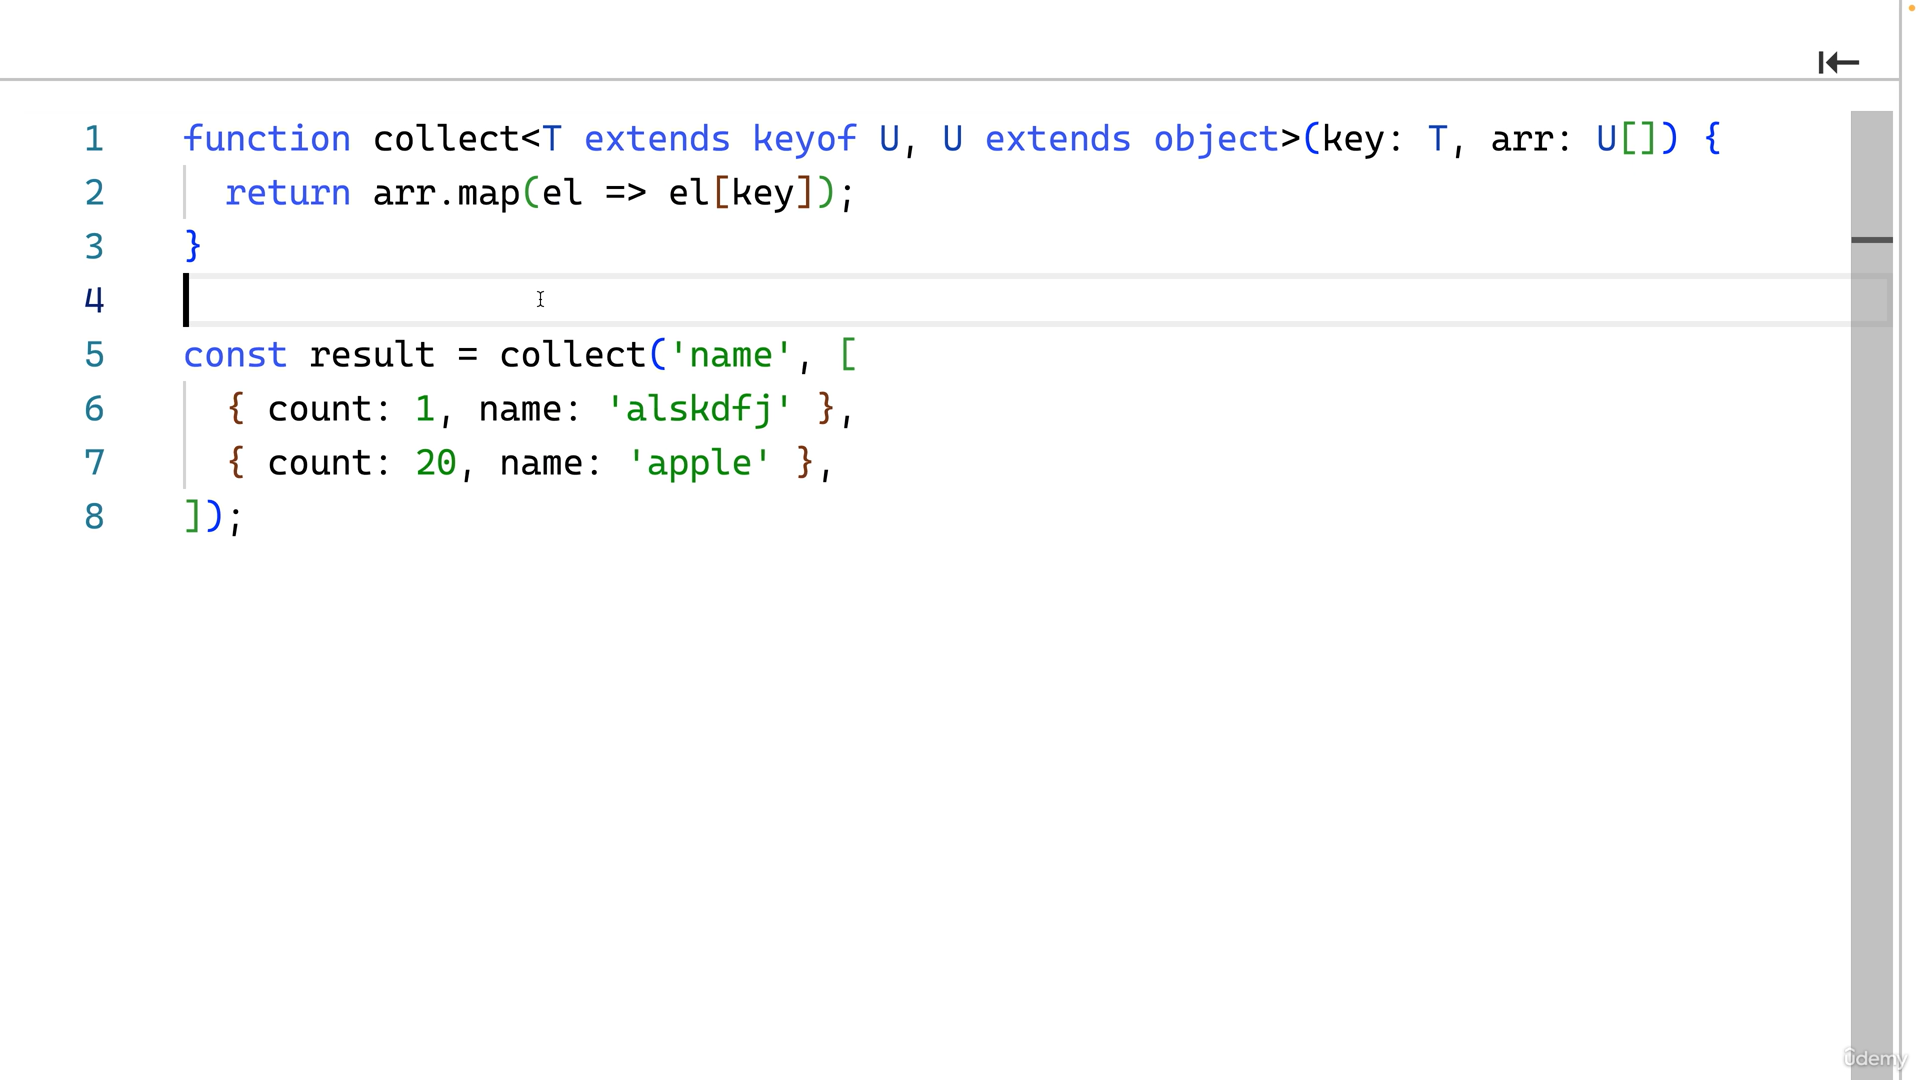 1 function collect<T extends keyof U, U extends object>(key: T, arr: U[]) {
2 return arr.map(el => el[key]);
3 }
4
5 const result = collect('name', [
6 { count: 1, name: 'alskdfj' },
7 { count: 20, name: 'apple' },
8 ]);
ûdemy